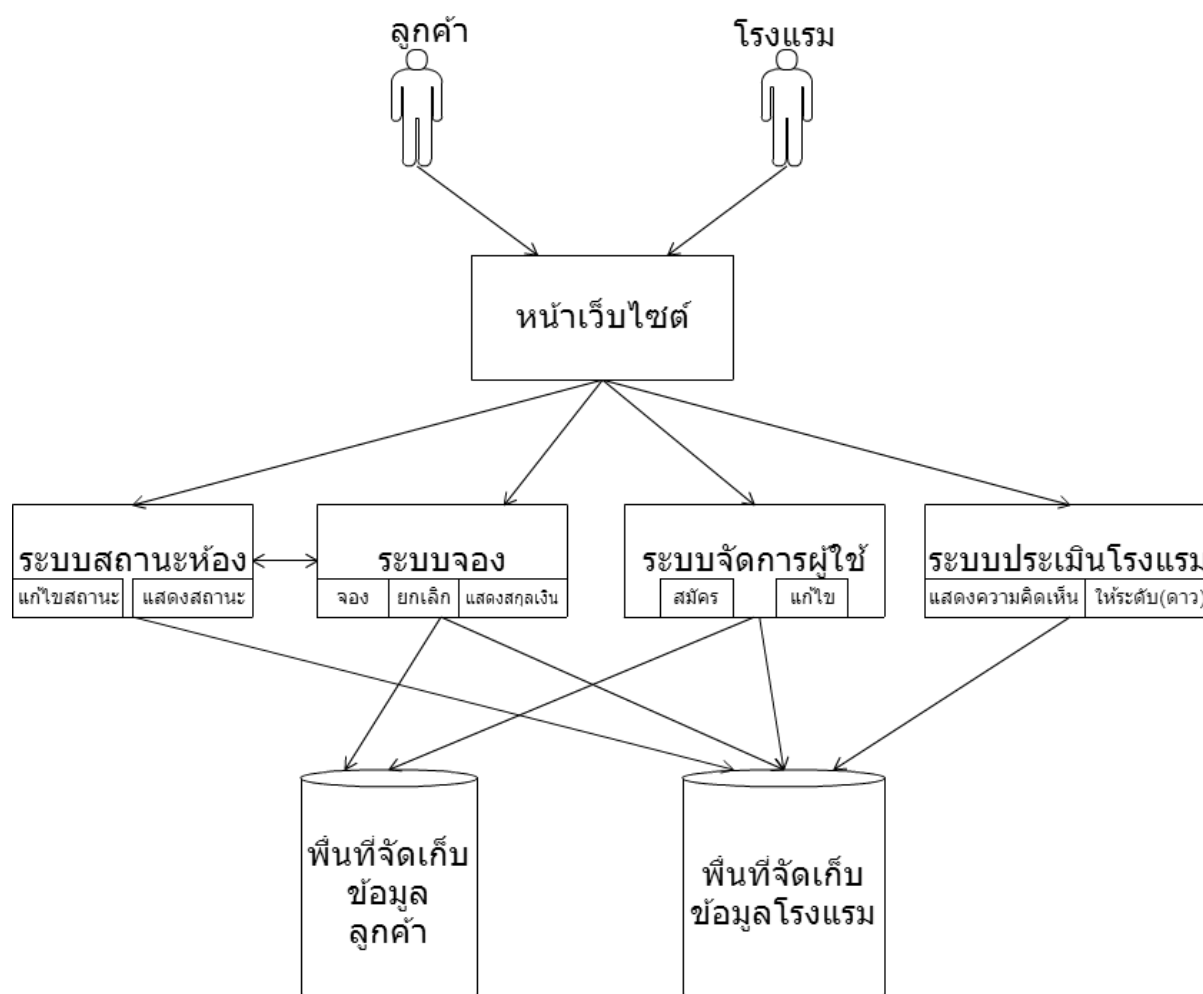 ลูกค้า
โรงแรม
หน้าเว็บไซต์
ระบบสถานะห้อง
แก้ไขสถานะ
แสดงสถานะ
ระบบจอง
จอง
ยกเลิก
แสดงสกุลเงิน
ระบบจัดการผู้ใช้
สมัคร
แก้ไข
ระบบประเมินโรงแรม
แสดงความคิดเห็น
ให้ระดับ(ดาว)
พื่นที่จัดเก็บ
ข้อมูล
ลูกค้า
พื่นที่จัดเก็บ
ข้อมูลโรงแรม